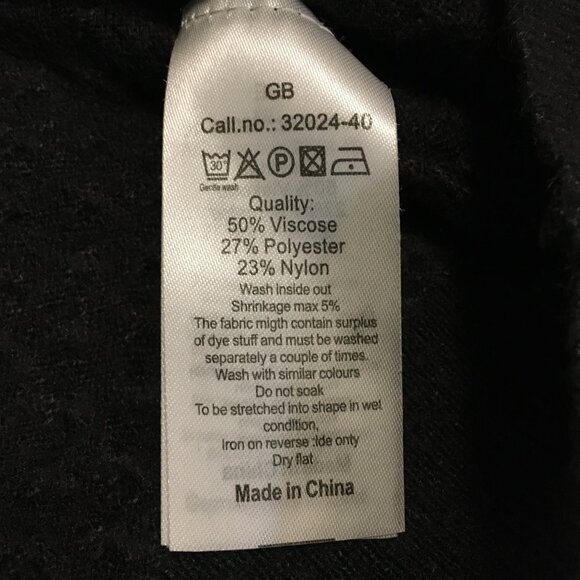 GB
Call.no.: 32024-40
30°
Gentle wash
P
Quality:
50% Viscose
27% Polyester
23% Nylon
Wash inside out
Shrinkage max 5%
The fabric migth contain surplus
of dye stuff and must be washed
separately a couple of times.
Wash with similar colours
Do not soak
To be stretched into shape in wet
condition,
Iron on reverse :lde only
Dry flat
Made in China